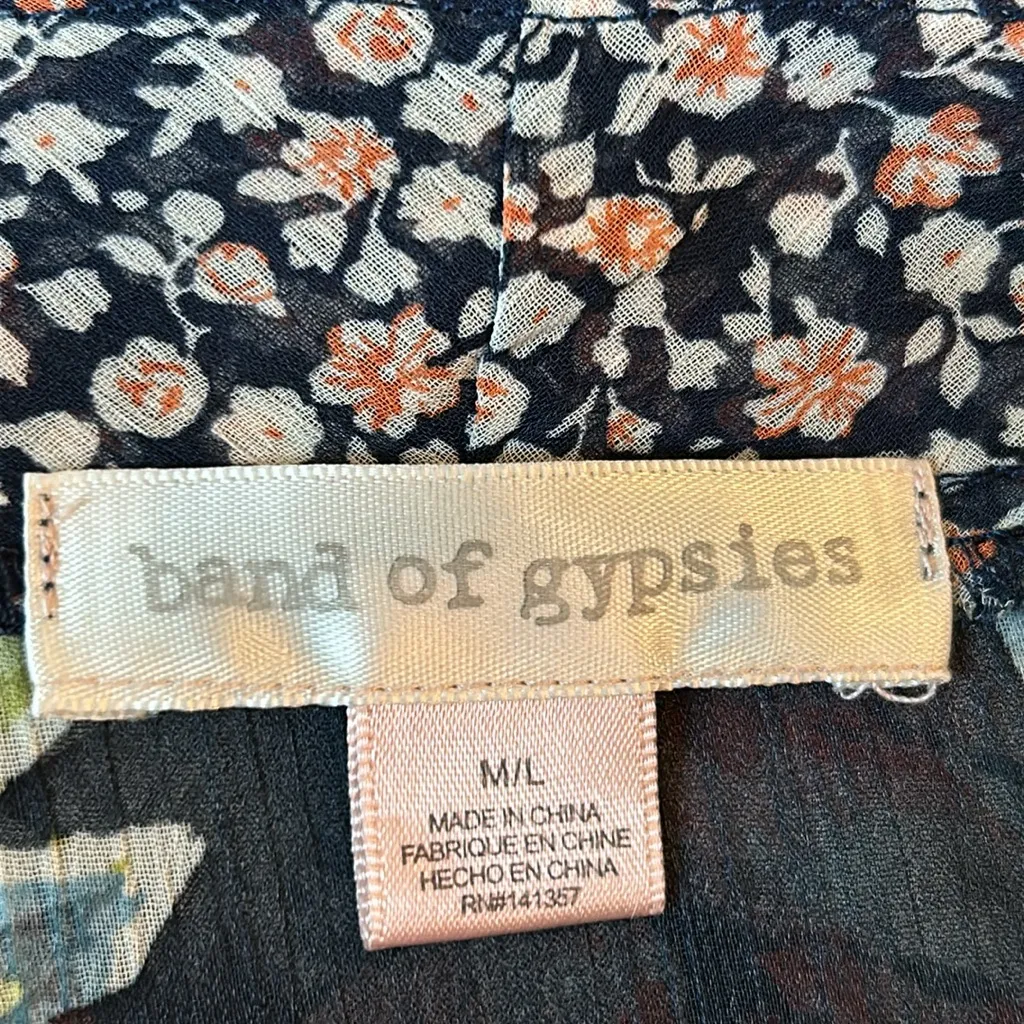 band of gypsies
M/L
MADE IN CHINA
FABRIQUE EN CHINE
HECHO EN CHINA
RN#141357